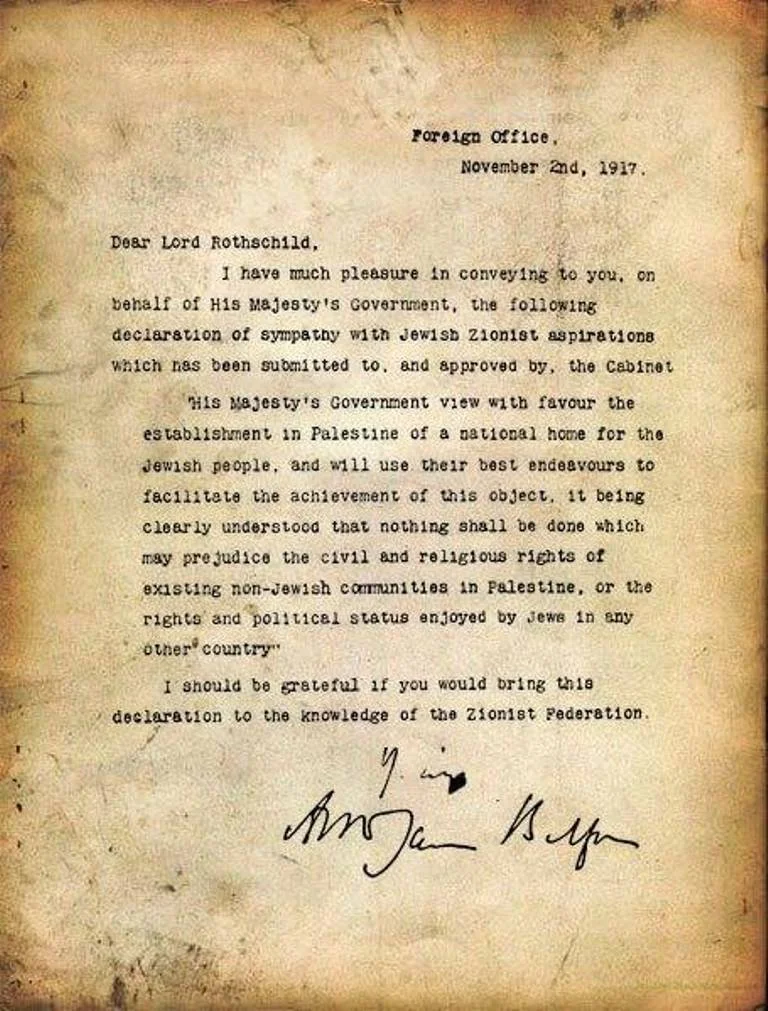 Foreign Office,
November 2nd, 1917.
Dear Lord Rothschild,
I have much pleasure in conveying to you, on
behalf of His Majesty's Government, the following
declaration of sympathy with Jewish Zionist aspirations
which has been submitted to, and approved by, the Cabinet
"His Majesty's Government view with favour the
establishment in Palestine of a national home for the
Jewish people, and will use their best endeavours to
facilitate the achievement of this object, it being
clearly understood that nothing shall be done which
may prejudice the civil and religious rights of
existing non-Jewish communities in Palestine, or the
rights and political status enjoyed by Jews in any
other country"
I should be grateful if you would bring this
declaration to the knowledge of the Zionist Federation.
Arthur James Balfour